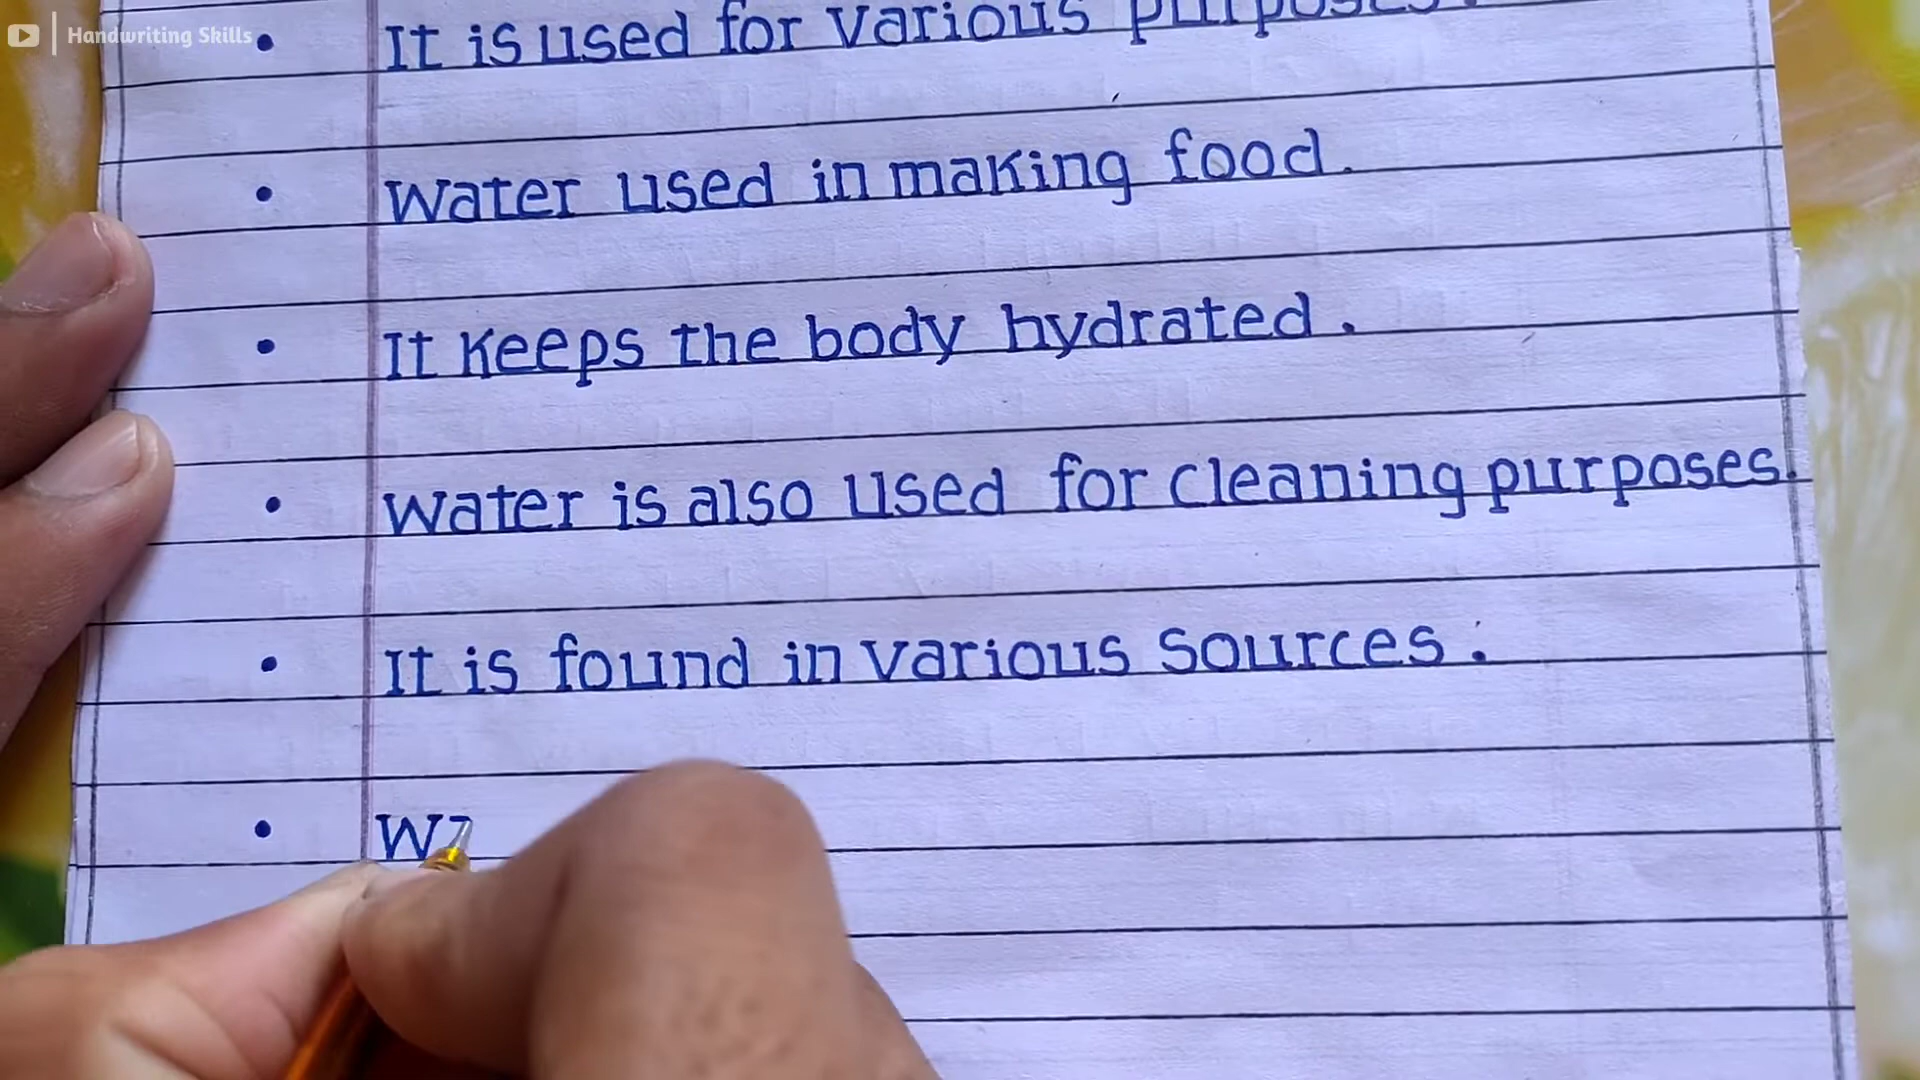 Handwriting Skills
• It is used for various purposes.
• Water used in making food.
• It keeps the body hydrated.
• Water is also used for cleaning purposes.
• It is found in various sources.
• W